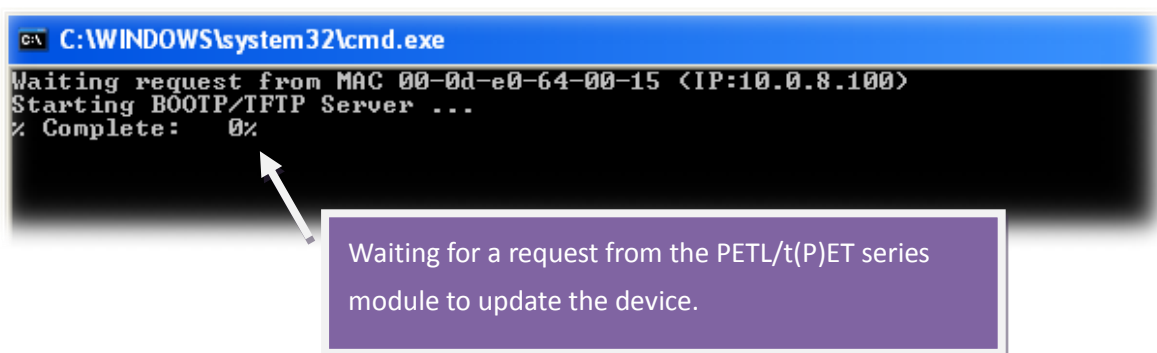 C:\WINDOWS\system32\cmd.exe
Waiting request from MAC 00-0d-e0-64-00-15 (IP:10.0.8.100)
Starting BOOTP/TFTP Server ...
% Complete: 0%
Waiting for a request from the PETL/t(P)ET series
module to update the device.